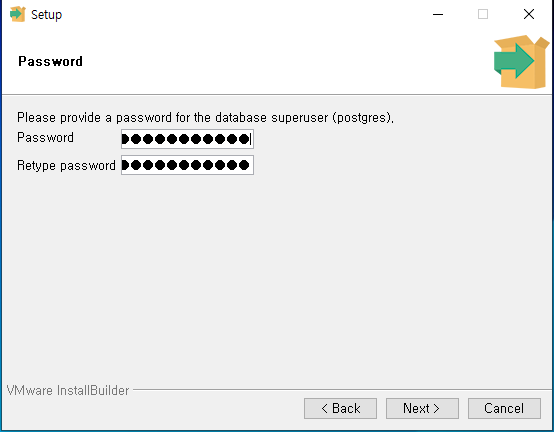 Setup
Password
Please provide a password for the database superuser (postgres),
Password
Retype password
VMware InstallBuilder
< Back
Next >
Cancel